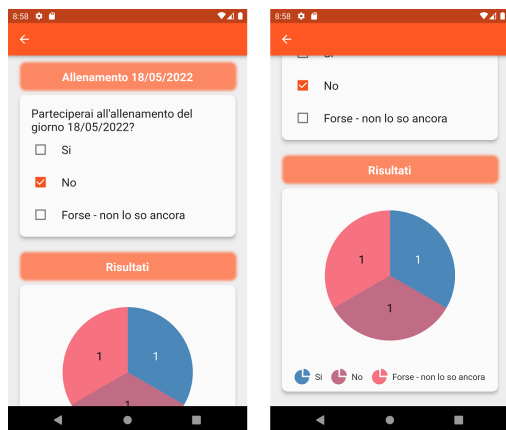 8:58
Allenamento 18/05/2022
Parteciperai all'allenamento del
giorno 18/05/2022?
Si
No
Forse - non lo so ancora
Risultati
1
1
1
8:58
Si
No
Forse - non lo so ancora
Risultati
1
1
1
Si
No
Forse - non lo so ancora